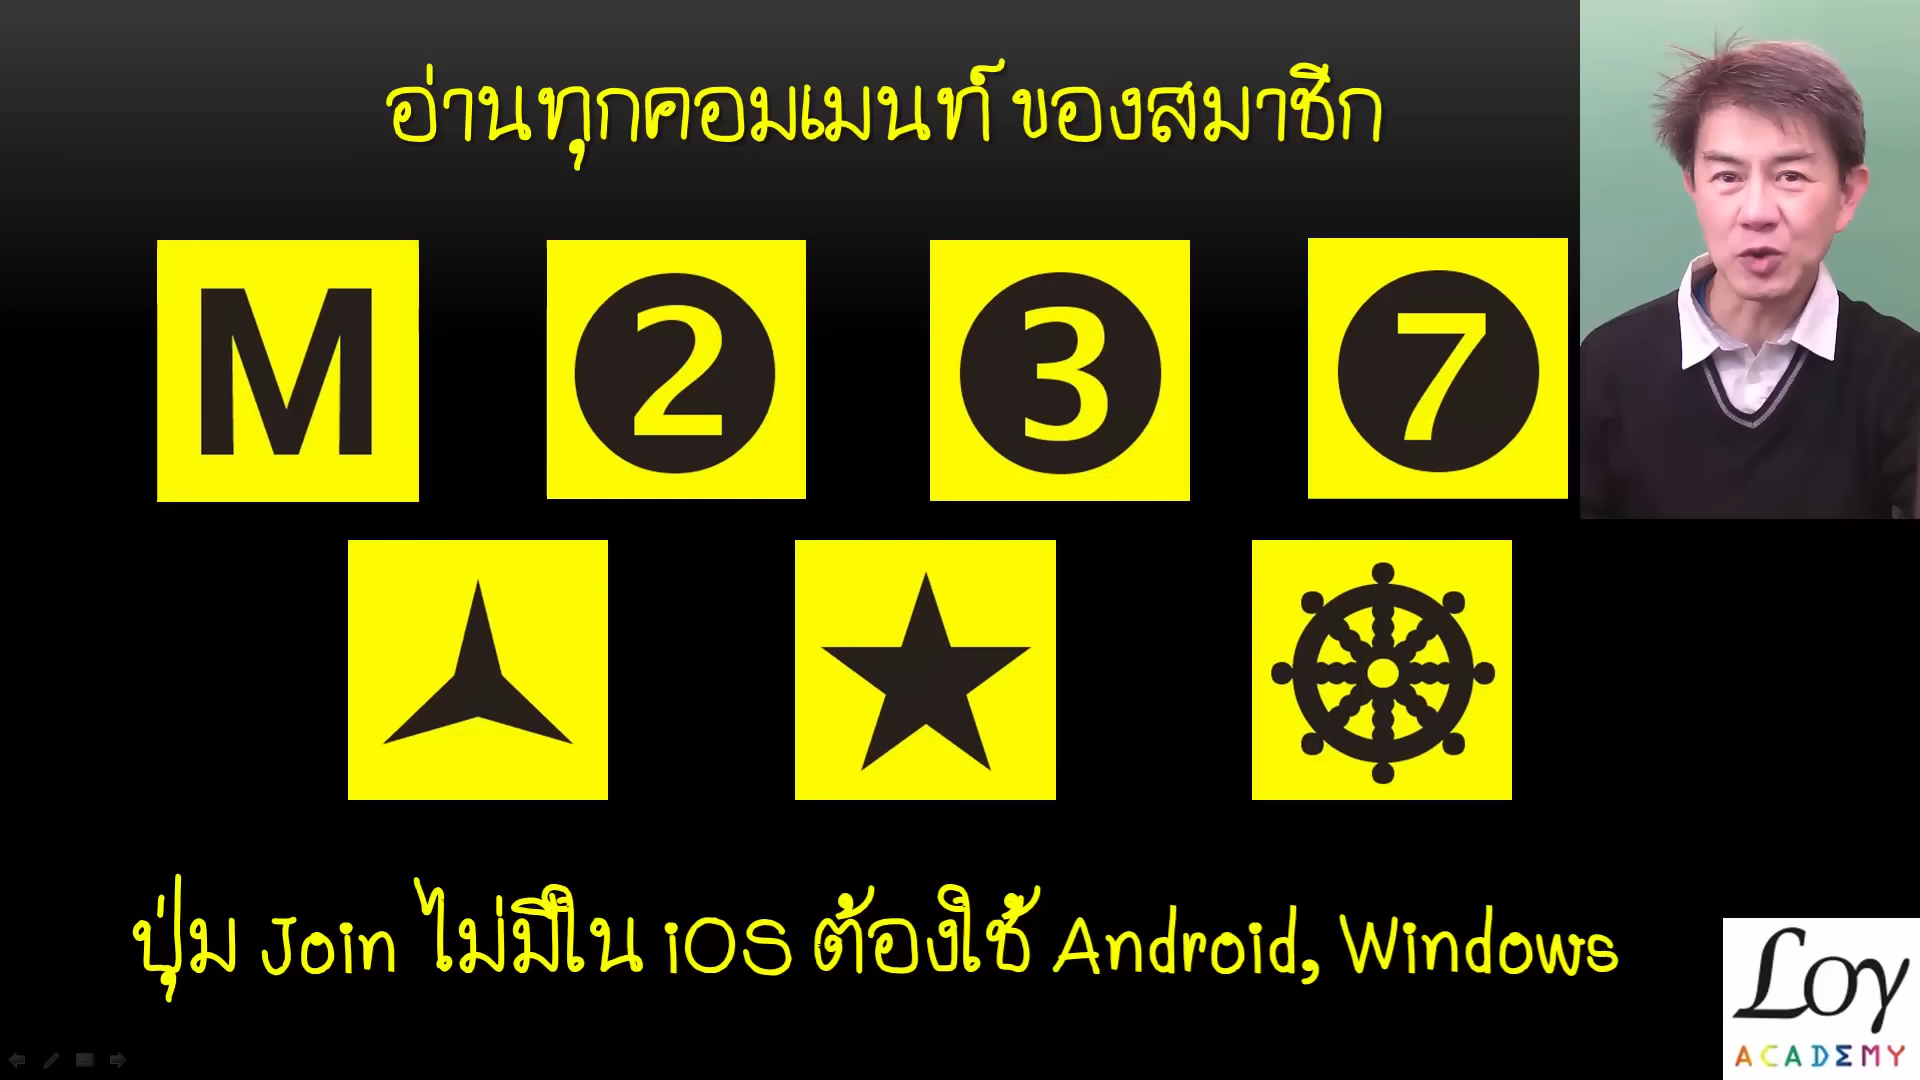 อ่านทุกคอมเมนท์ ของสมาชิก
M 2 3 7
ปุ่ม Join ไม่มีใน iOS ต้องใช้ Android, Windows
Loy
ACADEMY